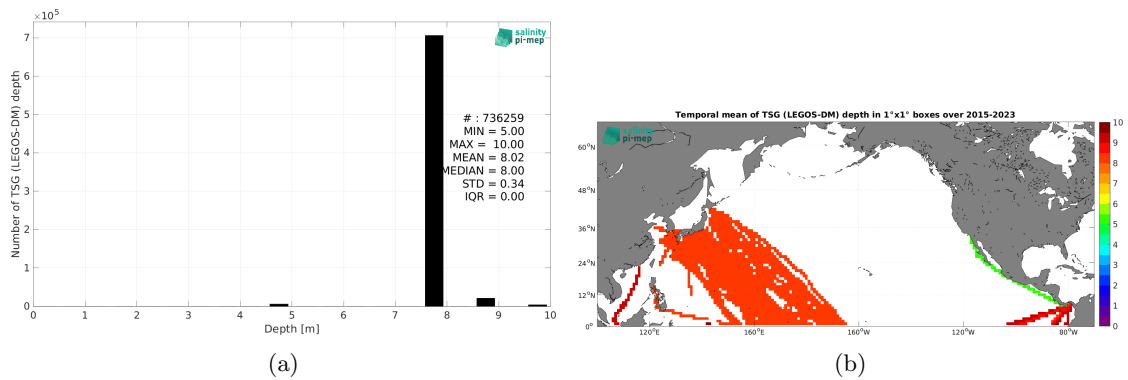 ×10⁵
7
6
5
4
3
2
1
0
Number of TSG (LEGOS-DM) depth
salinity
pi-mep
# : 736259
MIN = 5.00
MAX = 10.00
MEAN = 8.02
MEDIAN = 8.00
STD = 0.34
IQR = 0.00
0 1 2 3 4 5 6 7 8 9 10
Depth [m]
(a)
Temporal mean of TSG (LEGOS-DM) depth in 1°x1° boxes over 2015-2023
salinity
pi-mep
60°N
48°N
36°N
24°N
12°N
0°
120°E 160°E 160°W 120°W 80°W
10
9
8
7
6
5
4
3
2
1
0
(b)